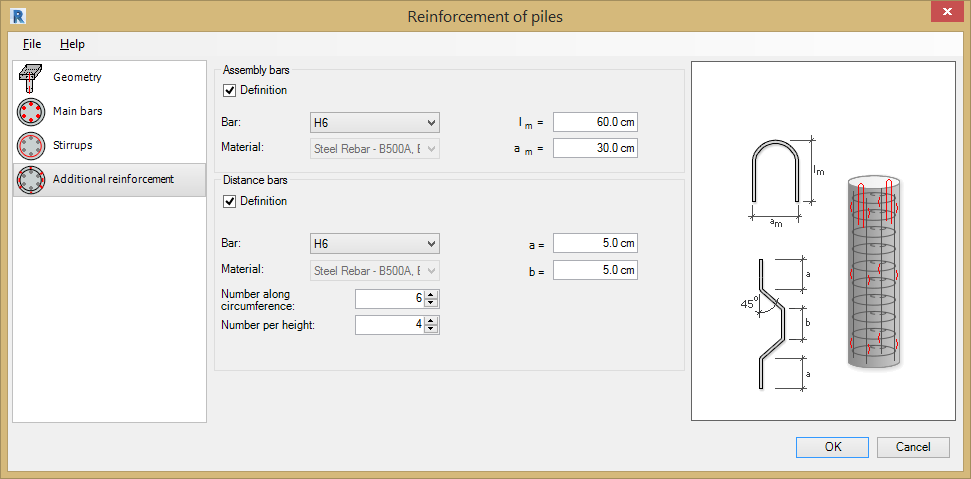 R
Reinforcement of piles
x
File Help
Geometry
Main bars
Stirrups
Additional reinforcement
Assembly bars
Definition
Bar: H6 l m = 60.0 cm
Material: Steel Rebar - B500A, E a m = 30.0 cm
Distance bars
Definition
Bar: H6 a = 5.0 cm
Material: Steel Rebar - B500A, E b = 5.0 cm
Number along
circumference: 6
Number per height: 4
lm
am
a
45°
b
a
OK Cancel